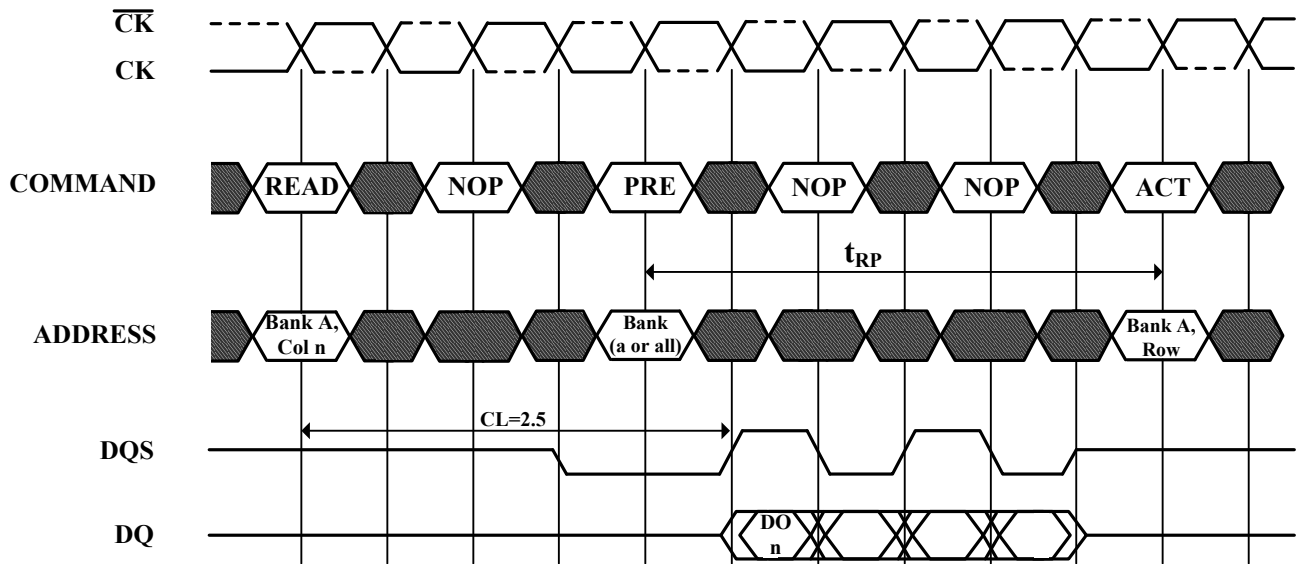 CK
CK
COMMAND READ NOP PRE NOP NOP ACT
tRP
ADDRESS Bank A, Col n Bank (a or all) Bank A, Row
CL=2.5
DQS
DQ DO n